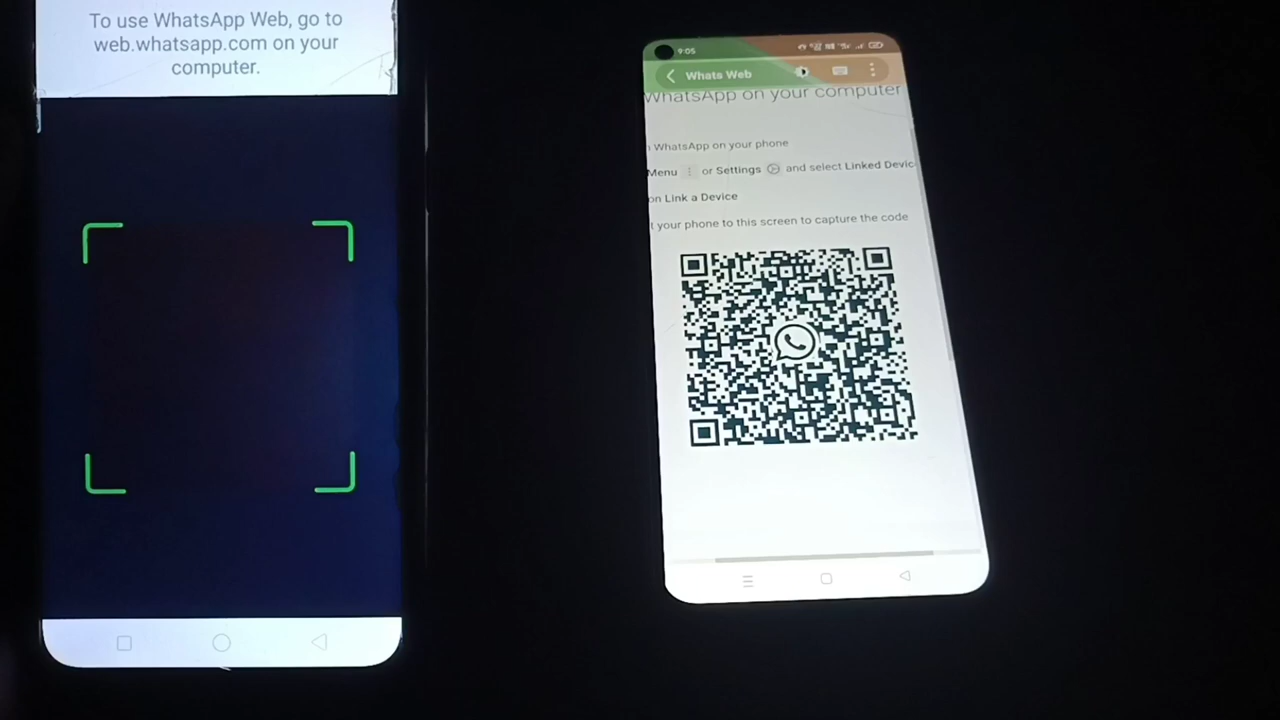 To use WhatsApp Web, go to
web.whatsapp.com on your
computer.
9:05
Whats Web
WhatsApp on your computer
WhatsApp on your phone
Menu or Settings and select Linked Devic
on Link a Device
t your phone to this screen to capture the code